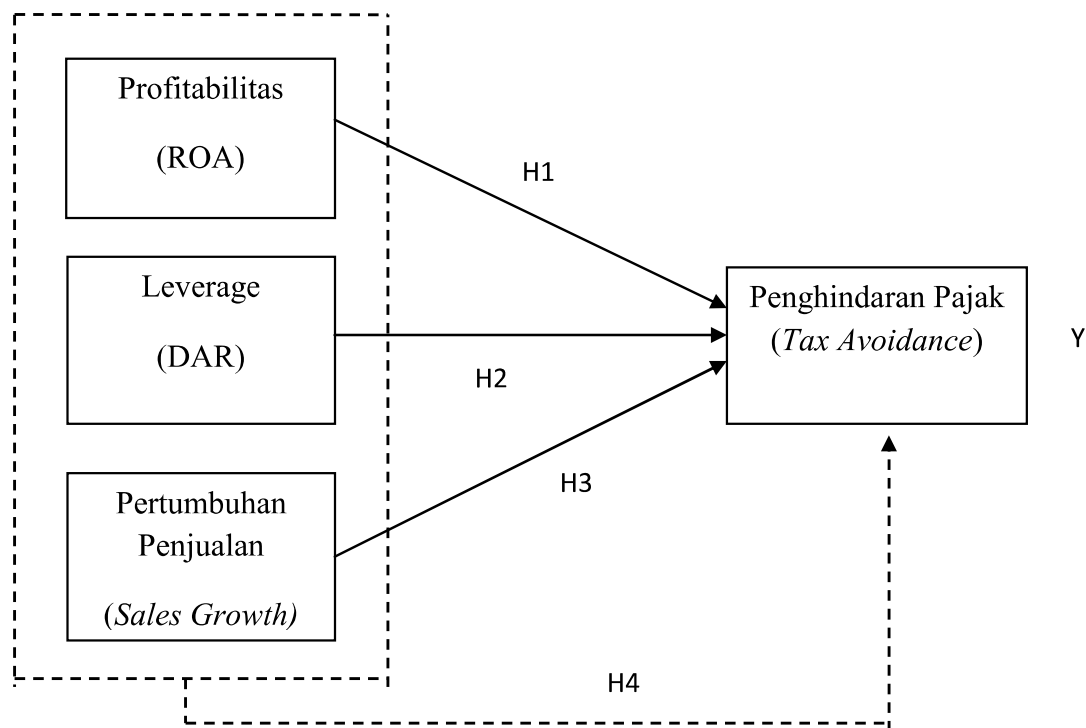 Profitabilitas
(ROA)
H1
Leverage
(DAR)
H2
Penghindaran Pajak
(Tax Avoidance)
Y
Pertumbuhan
Penjualan
(Sales Growth)
H3
H4